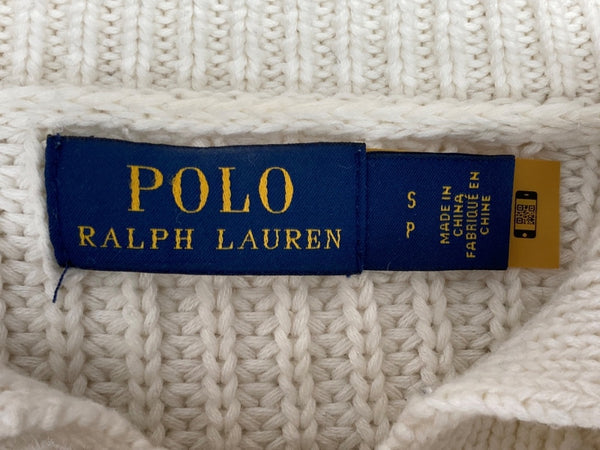 POLO
RALPH LAUREN
S
P
MADE IN
CHINA
FABRIQUÉ EN
CHINE